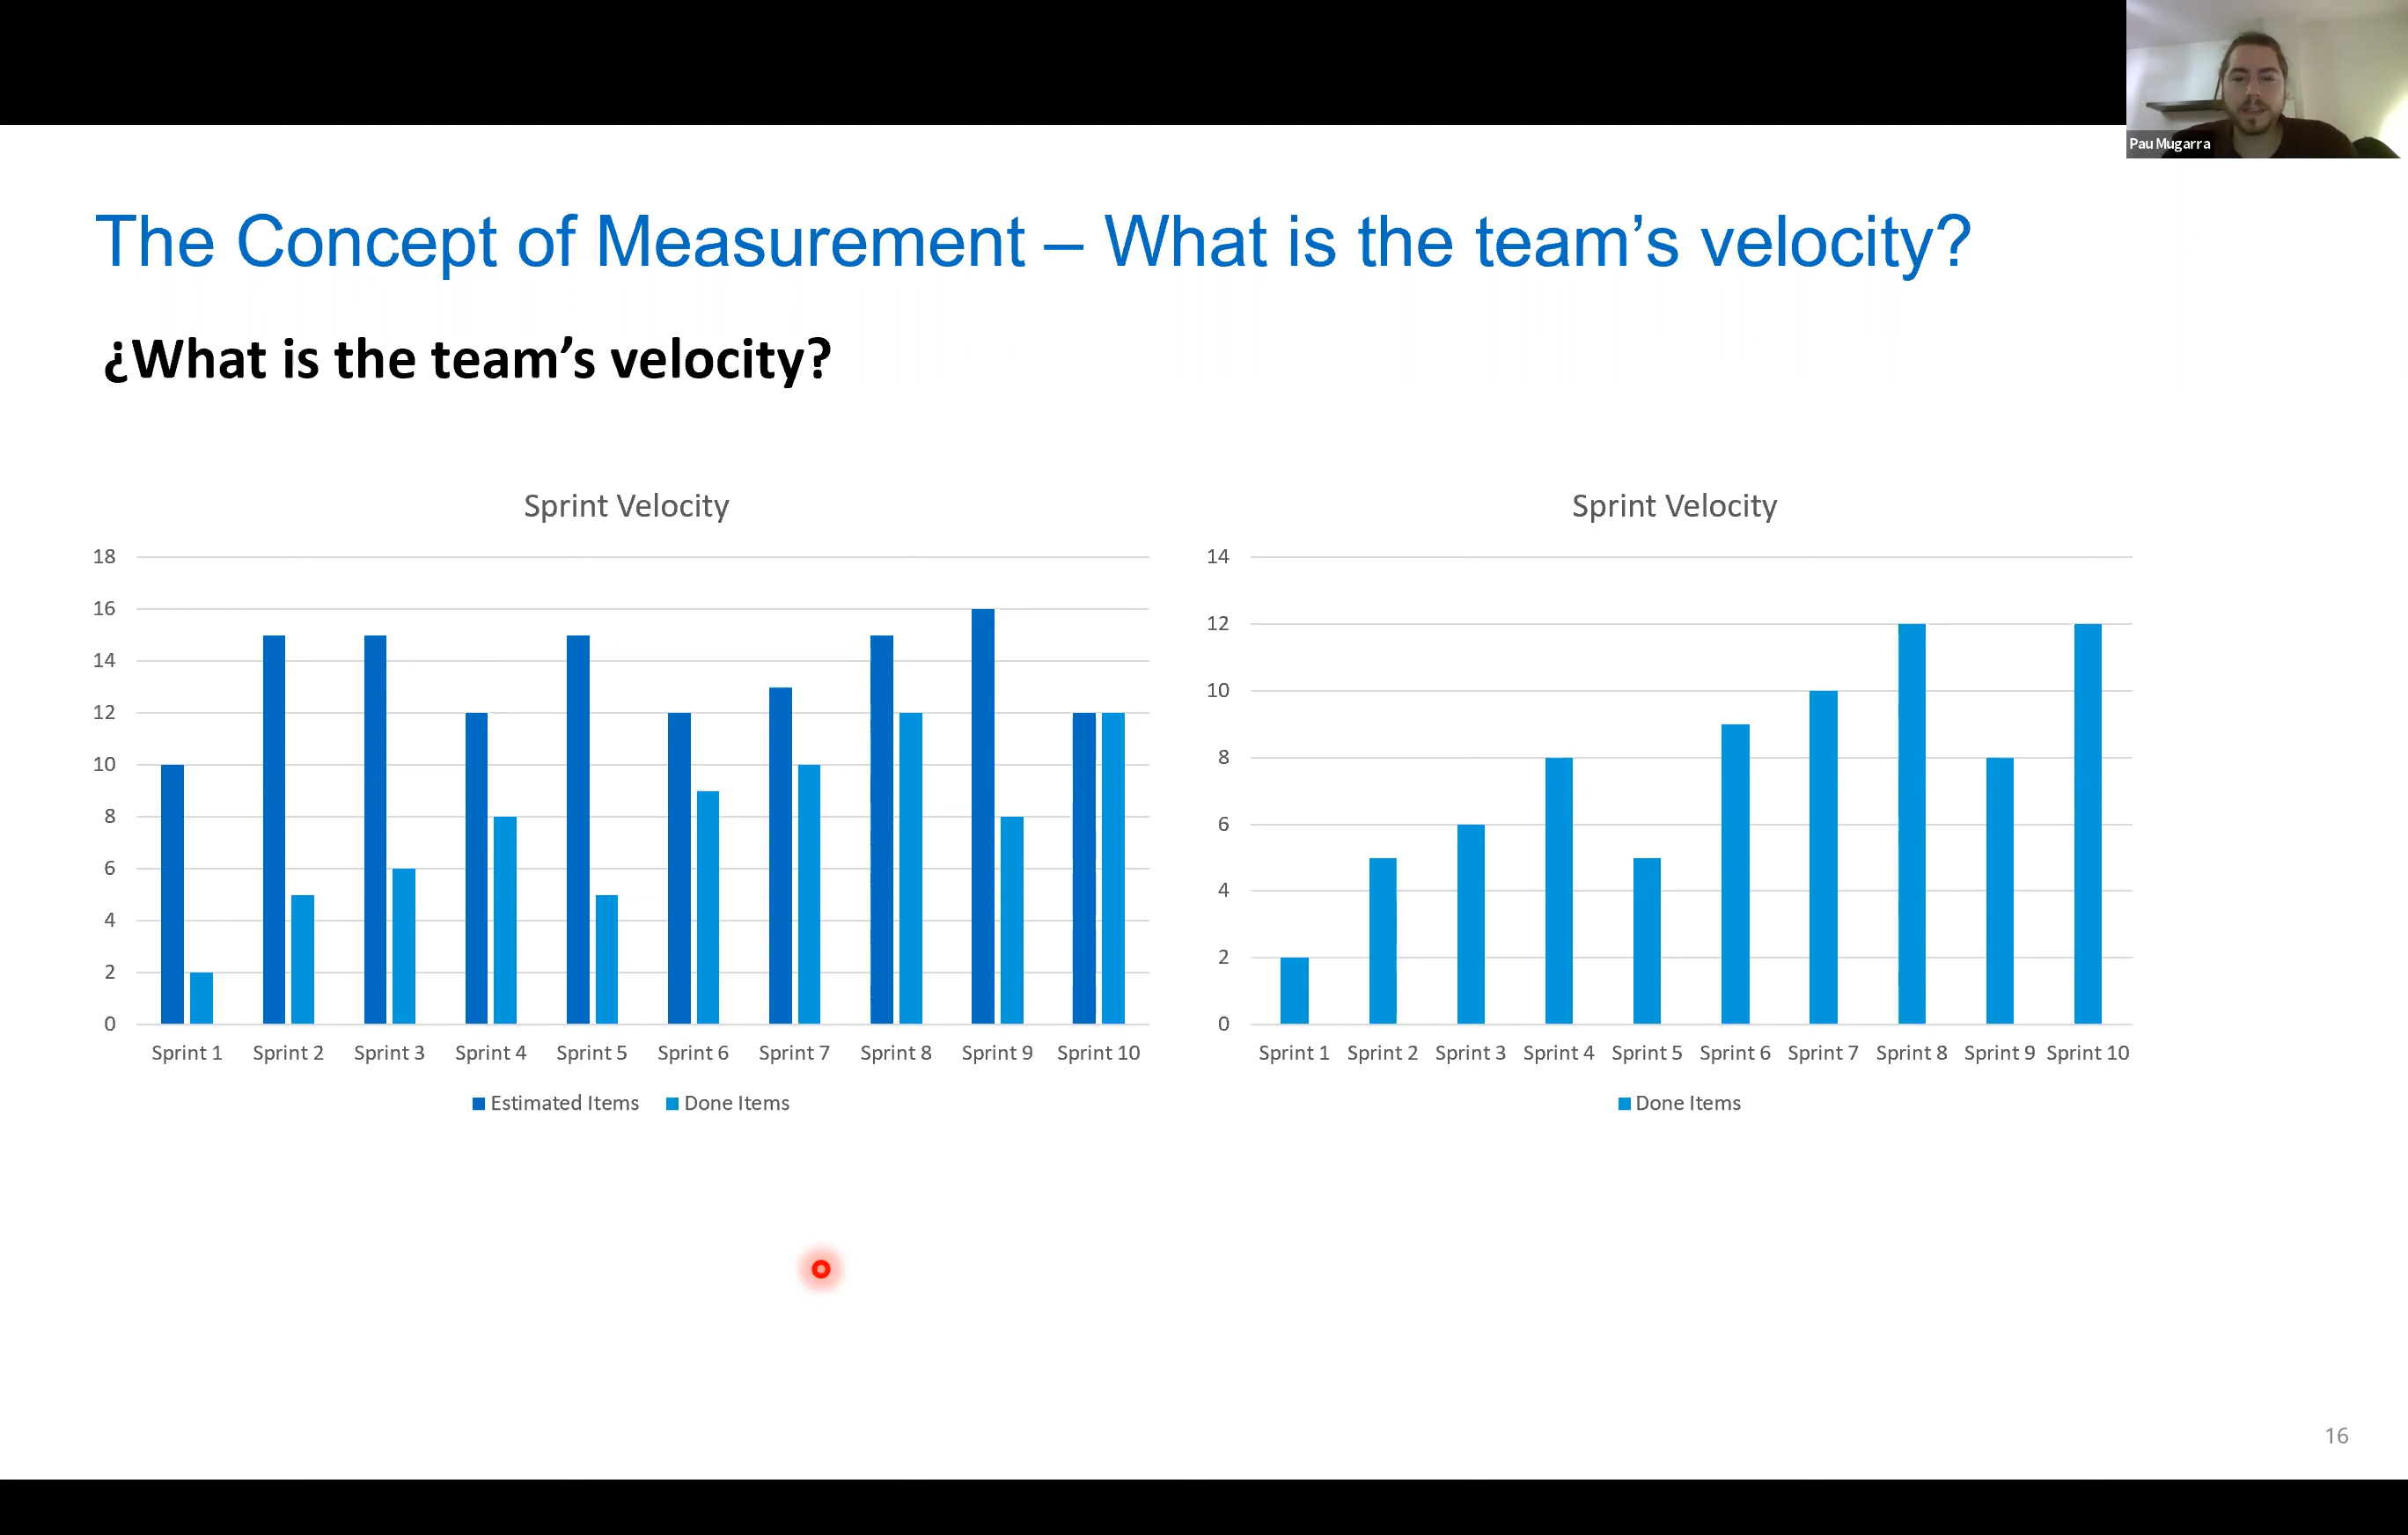 Pau Mugarra
The Concept of Measurement – What is the team’s velocity?
¿What is the team’s velocity?
Sprint Velocity
18
16
14
12
10
8
6
4
2
0
Sprint 1 Sprint 2 Sprint 3 Sprint 4 Sprint 5 Sprint 6 Sprint 7 Sprint 8 Sprint 9 Sprint 10
Estimated Items Done Items
Sprint Velocity
14
12
10
8
6
4
2
0
Sprint 1 Sprint 2 Sprint 3 Sprint 4 Sprint 5 Sprint 6 Sprint 7 Sprint 8 Sprint 9 Sprint 10
Done Items
16